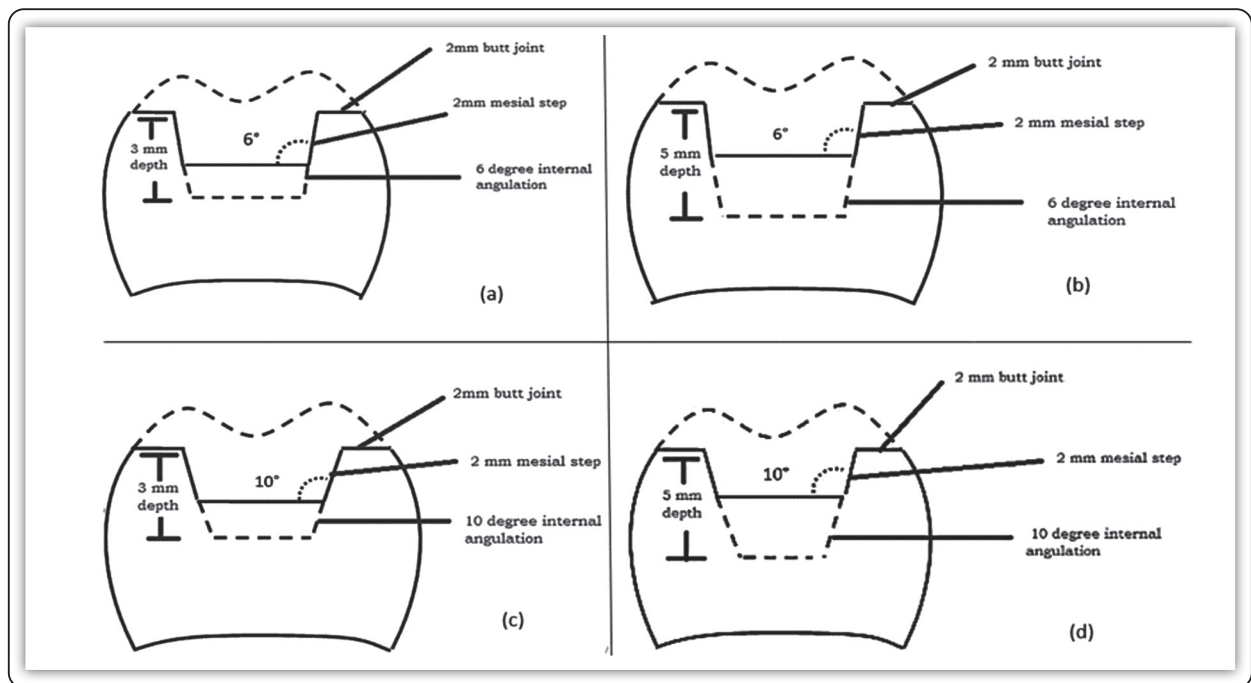 2mm butt joint
2mm mesial step
6°
3 mm
depth
6 degree internal
angulation
(a)
2 mm butt joint
2 mm mesial step
6°
5 mm
depth
6 degree internal
angulation
(b)
2mm butt joint
2 mm mesial step
10°
3 mm
depth
10 degree internal
angulation
(c)
2 mm butt joint
2 mm mesial step
10°
5 mm
depth
10 degree internal
angulation
(d)